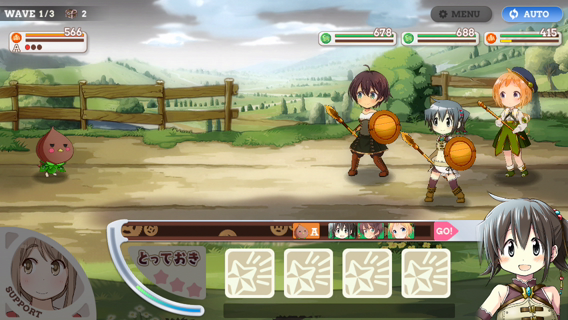 WAVE 1/3 2
MENU
AUTO
566
A
678
688
415
A
GO!
とっておき
SUPPORT